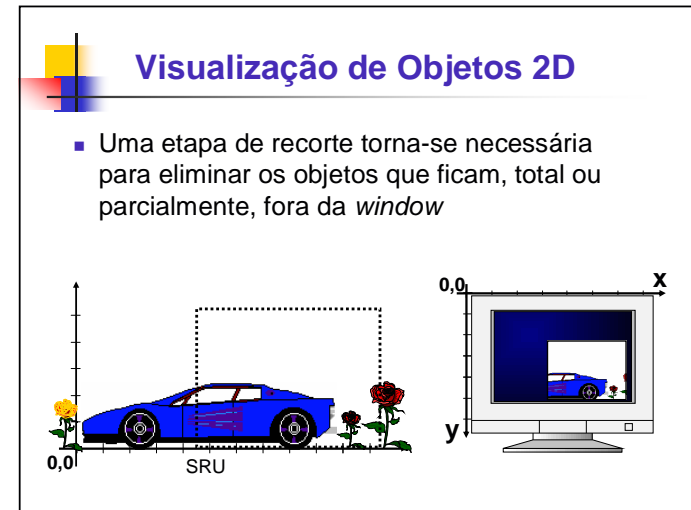 Visualização de Objetos 2D
Uma etapa de recorte torna-se necessária
para eliminar os objetos que ficam, total ou
parcialmente, fora da window
0,0
x
y
0,0
SRU